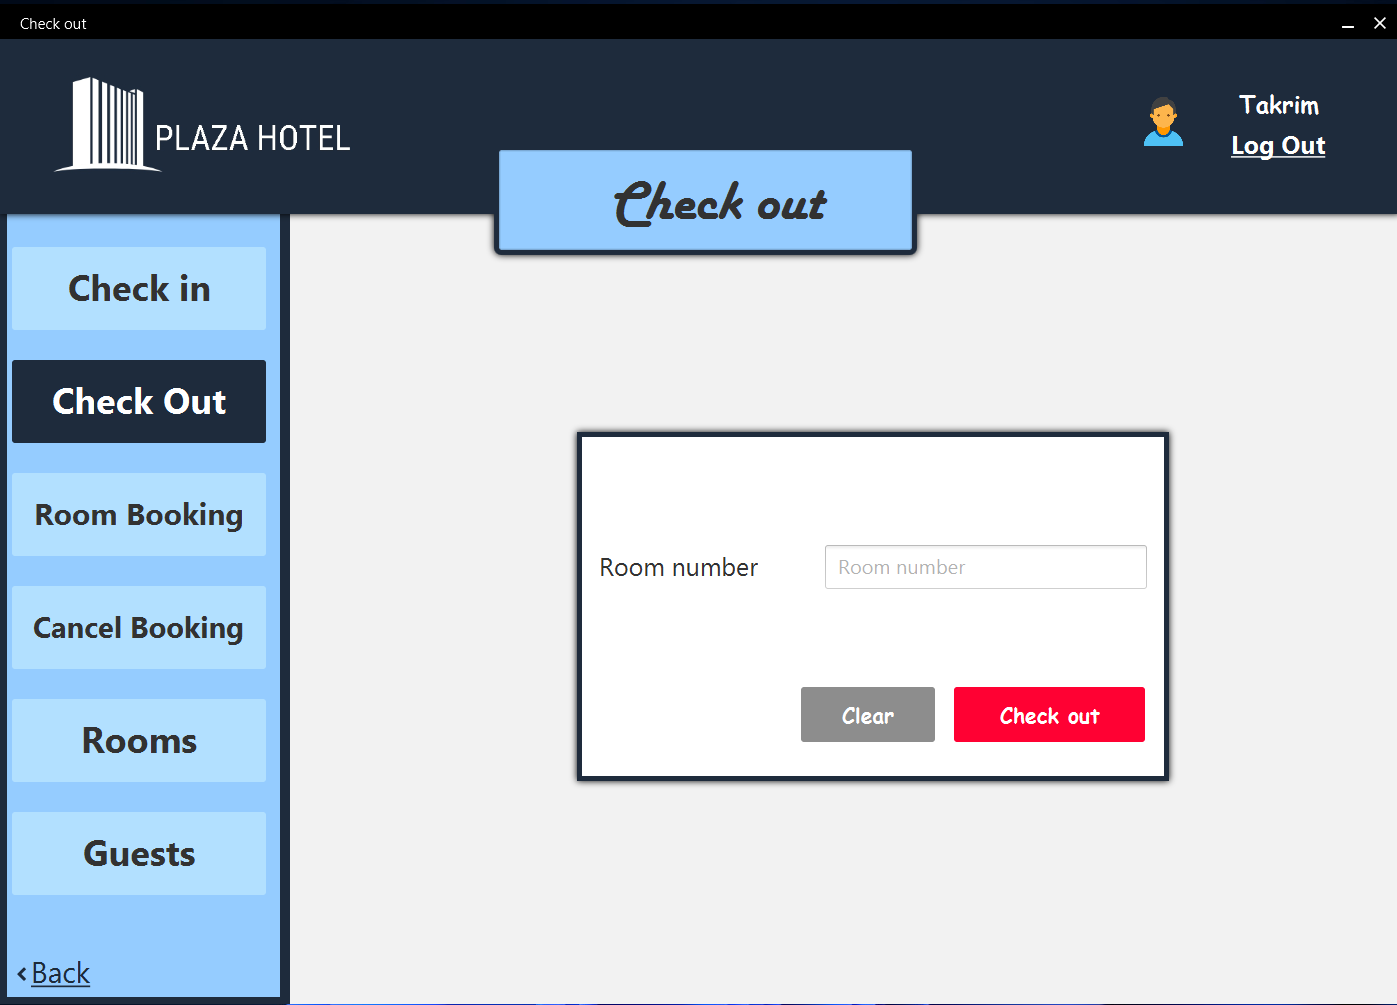 Check out
PLAZA HOTEL
Takrim
Log Out
Check out
Check in
Check Out
Room Booking
Cancel Booking
Rooms
Guests
Back
Room number
Room number
Clear
Check out